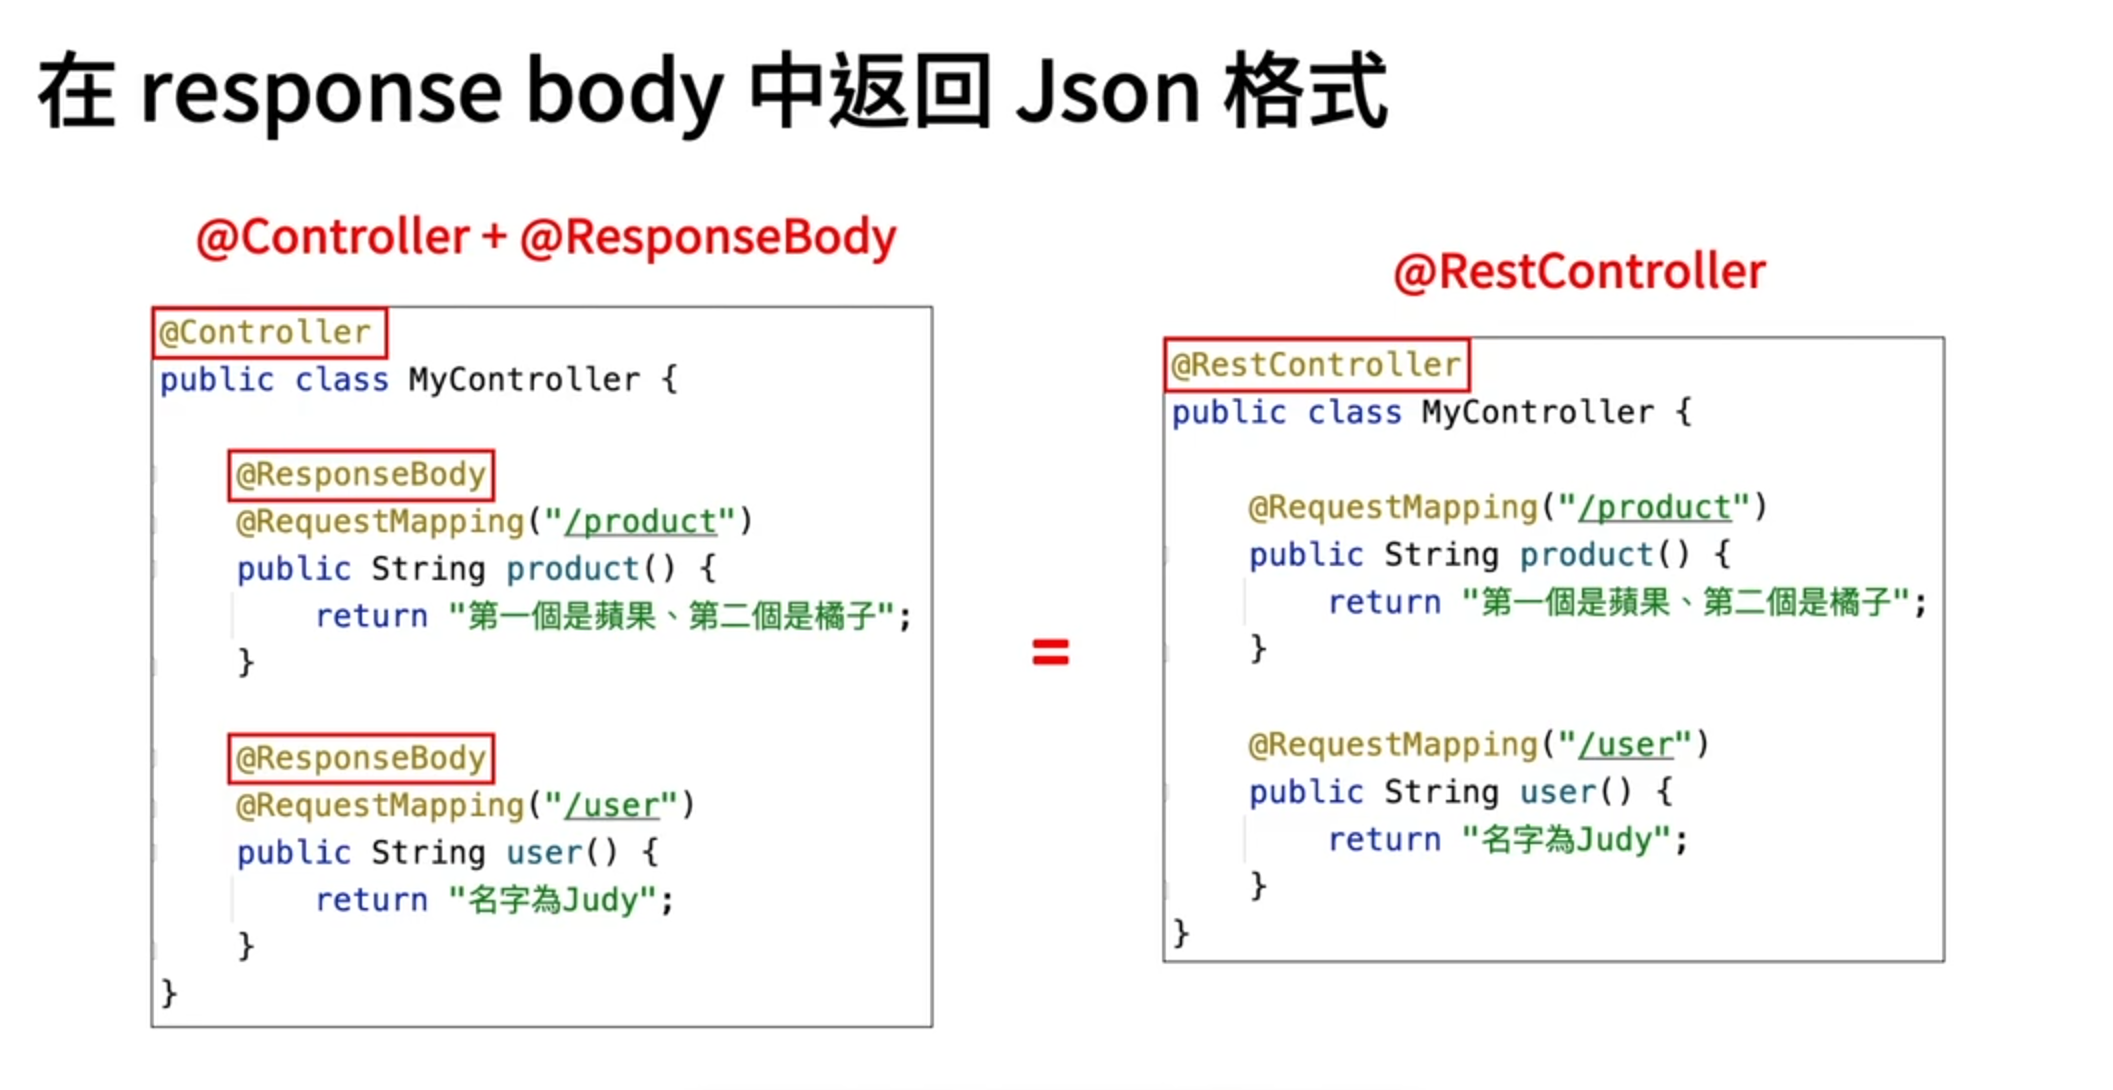 在 response body 中返回 Json 格式
@Controller + @ResponseBody
@Controller
public class MyController {
@ResponseBody
@RequestMapping("/product")
public String product() {
return "第一個是蘋果、第二個是橘子";
}
@ResponseBody
@RequestMapping("/user")
public String user() {
return "名字為Judy";
}
}
=
@RestController
@RestController
public class MyController {
@RequestMapping("/product")
public String product() {
return "第一個是蘋果、第二個是橘子";
}
@RequestMapping("/user")
public String user() {
return "名字為Judy";
}
}